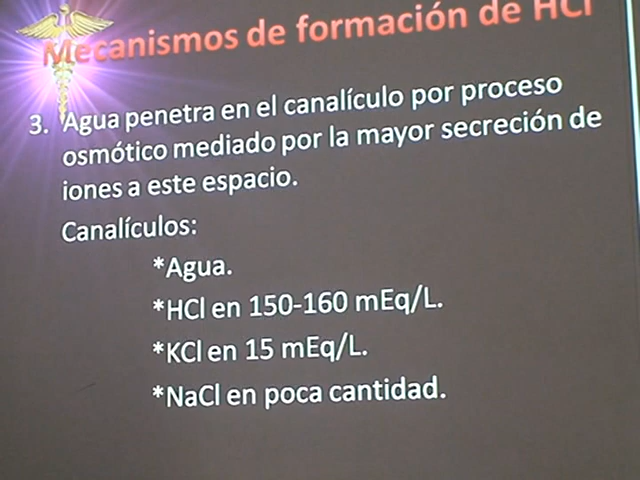 Mecanismos de formación de HCl
3. Agua penetra en el canalículo por proceso
osmótico mediado por la mayor secreción de
iones a este espacio.
Canalículos:
*Agua.
*HCl en 150-160 mEq/L.
*KCl en 15 mEq/L.
*NaCl en poca cantidad.